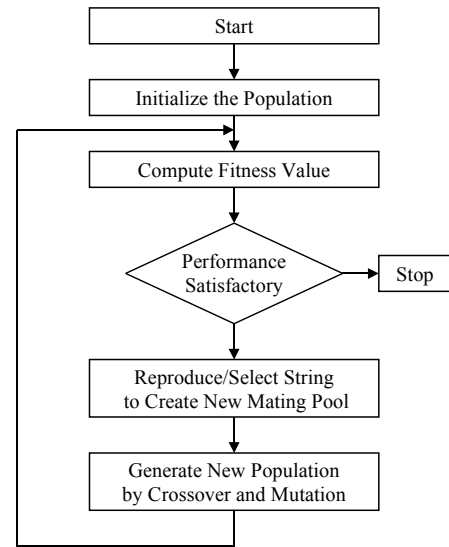 Start
Initialize the Population
Compute Fitness Value
Performance
Satisfactory
Stop
Reproduce/Select String
to Create New Mating Pool
Generate New Population
by Crossover and Mutation